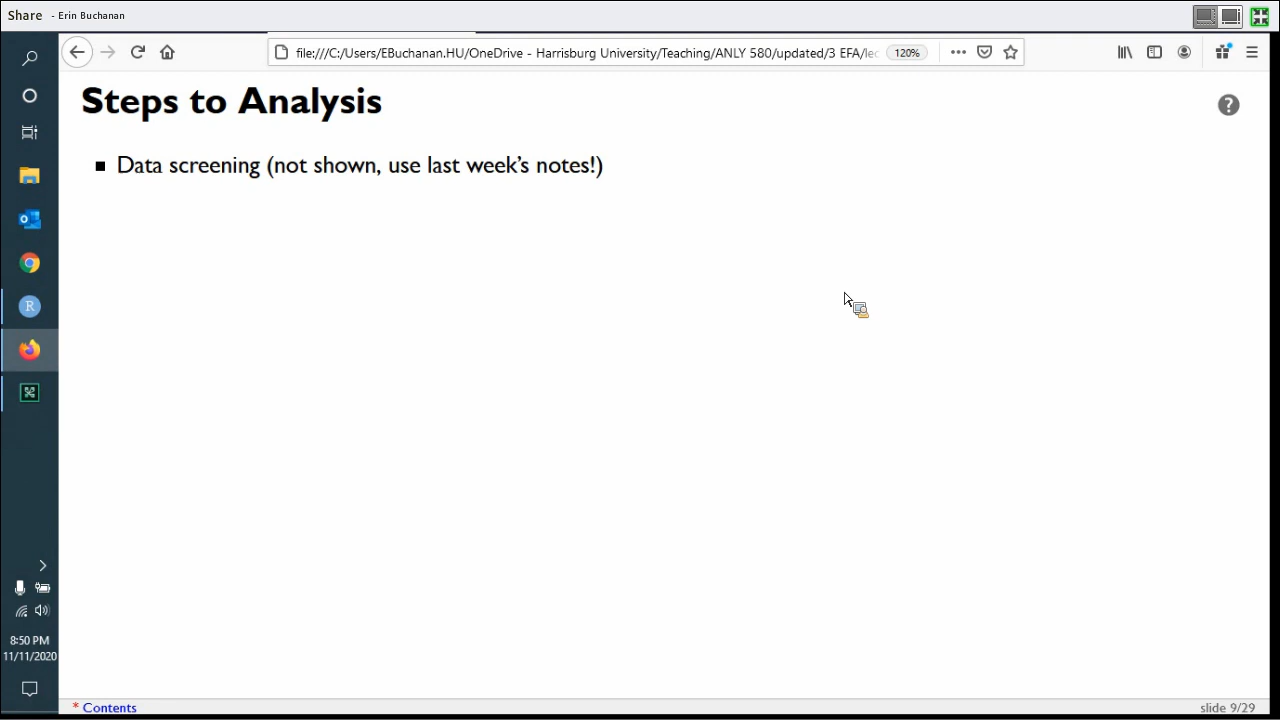 Share - Erin Buchanan
file:///C:/Users/EBuchanan.HU/OneDrive - Harrisburg University/Teaching/ANLY 580/updated/3 EFA/lec
120%
Steps to Analysis
?
Data screening (not shown, use last week's notes!)
R
8:50 PM
11/11/2020
* Contents
slide 9/29